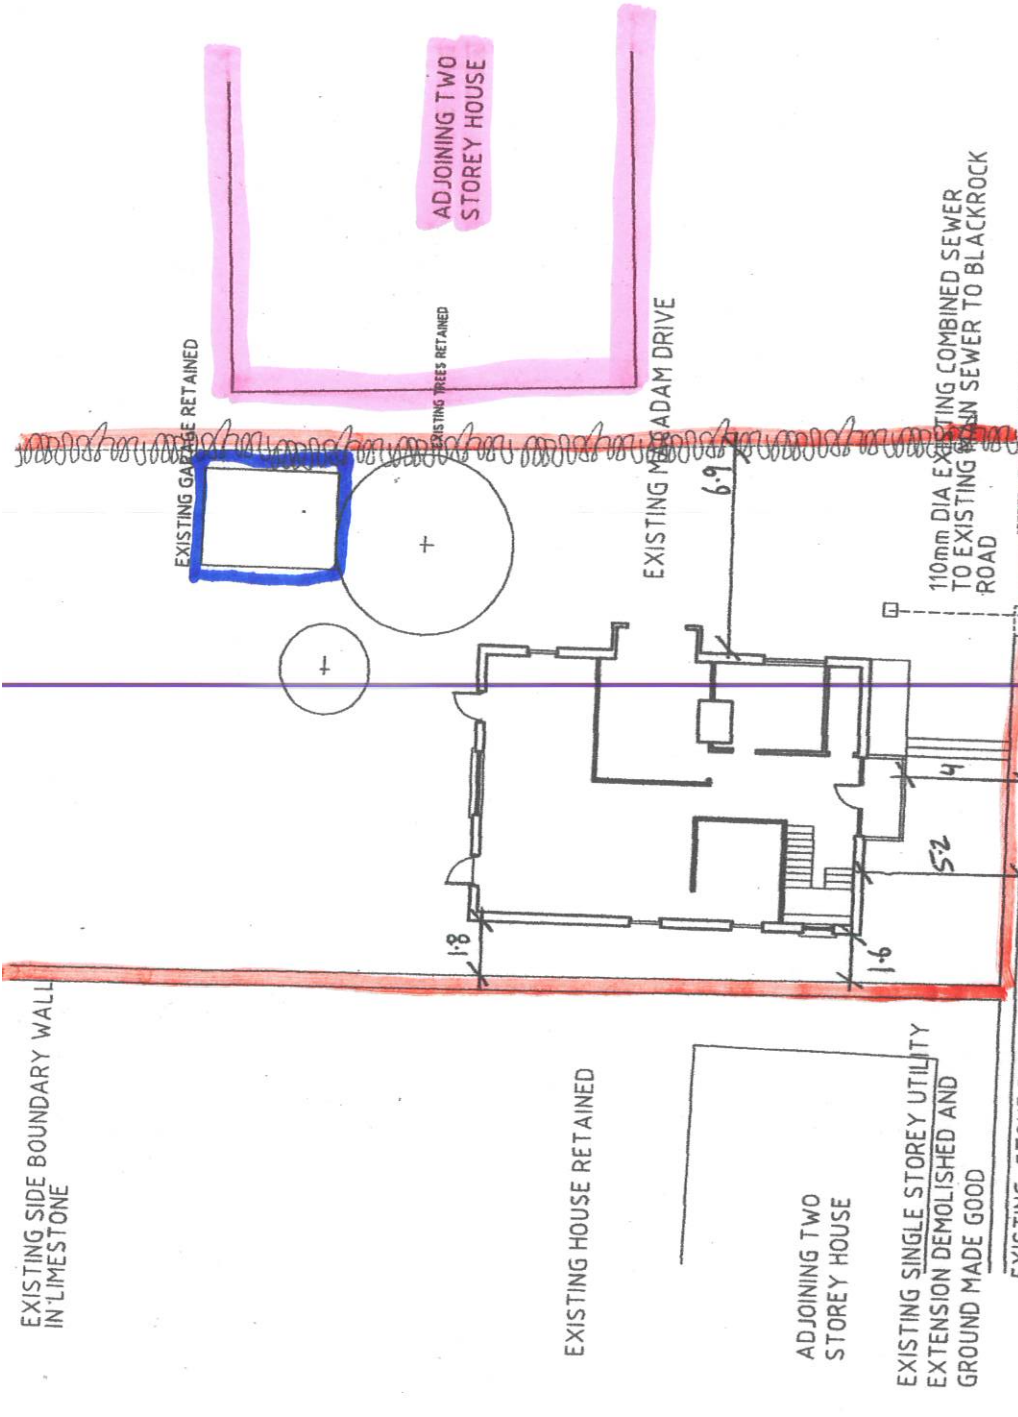 EXISTING SIDE BOUNDARY WALL
IN LIMESTONE
EXISTING GARAGE RETAINED
ADJOINING TWO
STOREY HOUSE
EXISTING TREES RETAINED
EXISTING HOUSE RETAINED
EXISTING MACADAM DRIVE
6.9
1.8
1.6
5.2
4
ADJOINING TWO
STOREY HOUSE
EXISTING SINGLE STOREY UTILITY
EXTENSION DEMOLISHED AND
GROUND MADE GOOD
110mm DIA EXISTING COMBINED SEWER
TO EXISTING MAIN SEWER TO BLACKROCK
ROAD
EXISTING